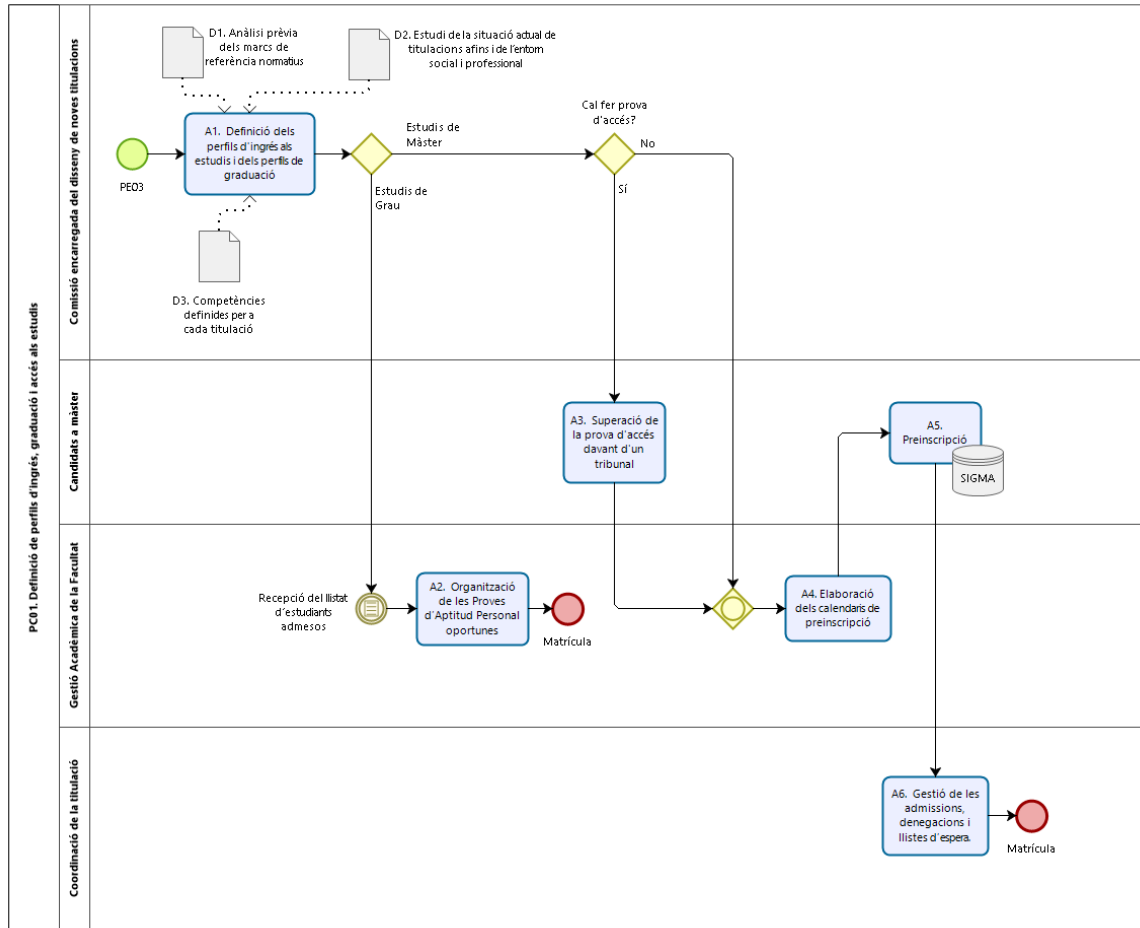 PC01. Definició de perfils d'ingrés, graduació i accés als estudis
Comissió encarregada del disseny de noves titulacions
D1. Anàlisi prèvia
dels marcs de
referència normatius
D2. Estudi de la situació actual de
titulacions afins i de l'entorn
social i professional
PEO3
A1. Definició dels
perfils d'ingrés als
estudis i dels perfils de
graduació
Estudis de
Màster
Estudis de
Grau
Cal fer prova
d'accés?
No
Sí
D3. Competències
definides per a
cada titulació
Candidats a màster
A3. Superació de
la prova d'accés
davant d'un
tribunal
A5.
Preinscripció
SIGMA
Gestió Acadèmica de la Facultat
Recepció del llistat
d'estudiants
admesos
A2. Organització
de les Proves
d'Aptitud Personal
oportunes
Matrícula
A4. Elaboració
dels calendaris de
preinscripció
Coordinació de la titulació
A6. Gestió de les
admissions,
denegacions i
llistes d'espera.
Matrícula